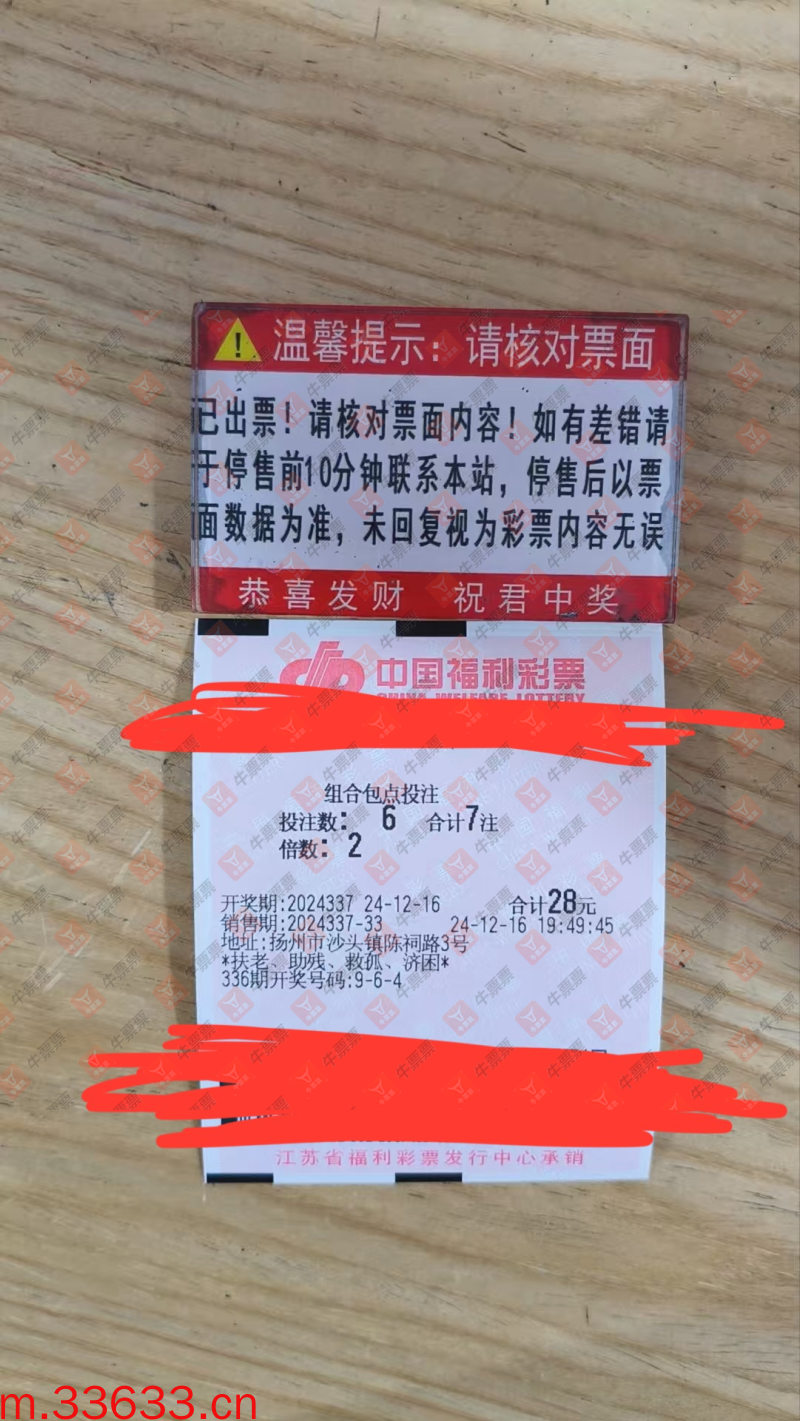 温馨提示：请核对票面
已出票！请核对票面内容！如有差错请
于停售前10分钟联系本站，停售后以票
面数据为准，未回复视为彩票内容无误
恭喜发财 祝君中奖
中国福利彩票
CHINA WELFARE LOTTERY
组合包点投注
投注数：6 合计7注
倍数：2
开奖期:2024337 24-12-16 合计28元
销售期:2024337-33 24-12-16 19:49:45
地址:扬州市沙头镇陈祠路3号
*扶老、助残、救孤、济困*
336期开奖号码:9-6-4
江苏省福利彩票发行中心承销
牛票票
m.33633.cn